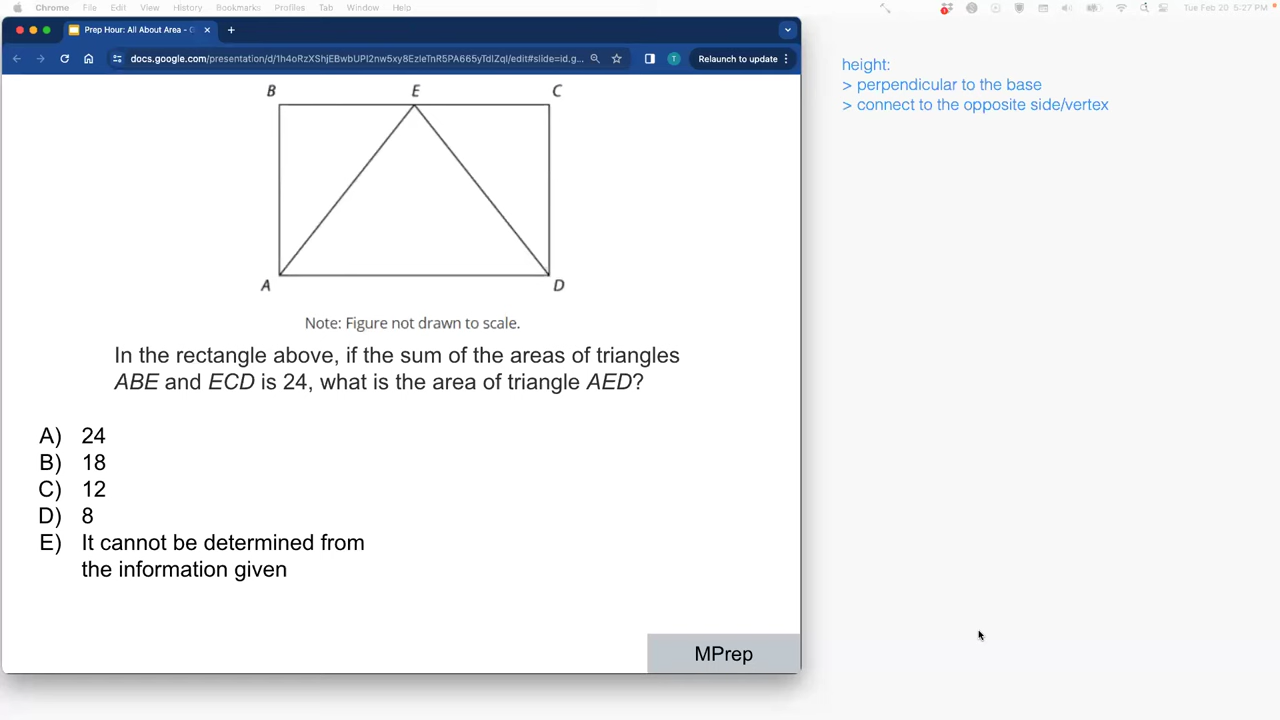 Chrome File Edit View History Bookmarks Profiles Tab Window Help
Tue Feb 20 5:27 PM
Prep Hour: All About Area - G
docs.google.com/presentation/d/1h4oRzXShjEBwbUPI2nw5xy8EzleTnR5PA665yTdIZqI/edit#slide=id.g...
T
Relaunch to update
height:
> perpendicular to the base
> connect to the opposite side/vertex
B E C
A D
Note: Figure not drawn to scale.
In the rectangle above, if the sum of the areas of triangles
ABE and ECD is 24, what is the area of triangle AED?
A) 24
B) 18
C) 12
D) 8
E) It cannot be determined from
the information given
MPrep